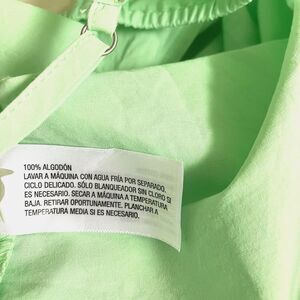 100% ALGODÓN
LAVAR A MÁQUINA CON AGUA FRÍA POR SEPARADO,
CICLO DELICADO. SÓLO BLANQUEADOR SIN CLORO SI
ES NECESARIO. SECAR A MÁQUINA A TEMPERATURA
BAJA. RETIRAR OPORTUNAMENTE. PLANCHAR A
TEMPERATURA MEDIA SI ES NECESARIO.